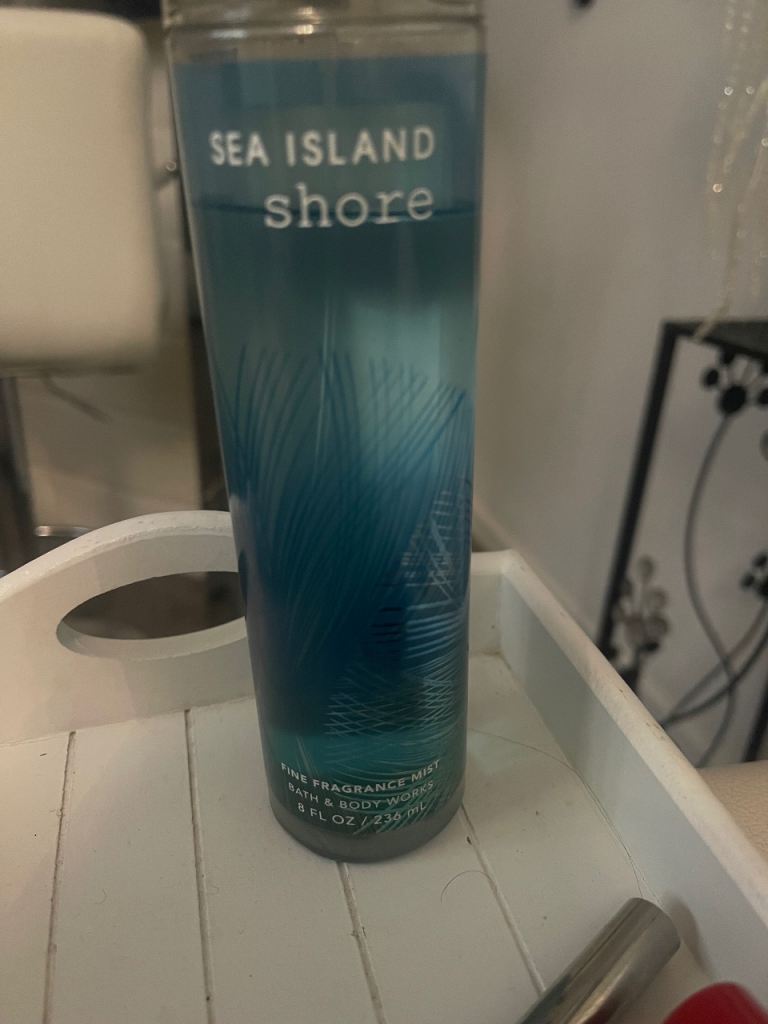 SEA ISLAND
shore
FINE FRAGRANCE MIST
BATH & BODY WORKS
8 FL OZ / 236 mL